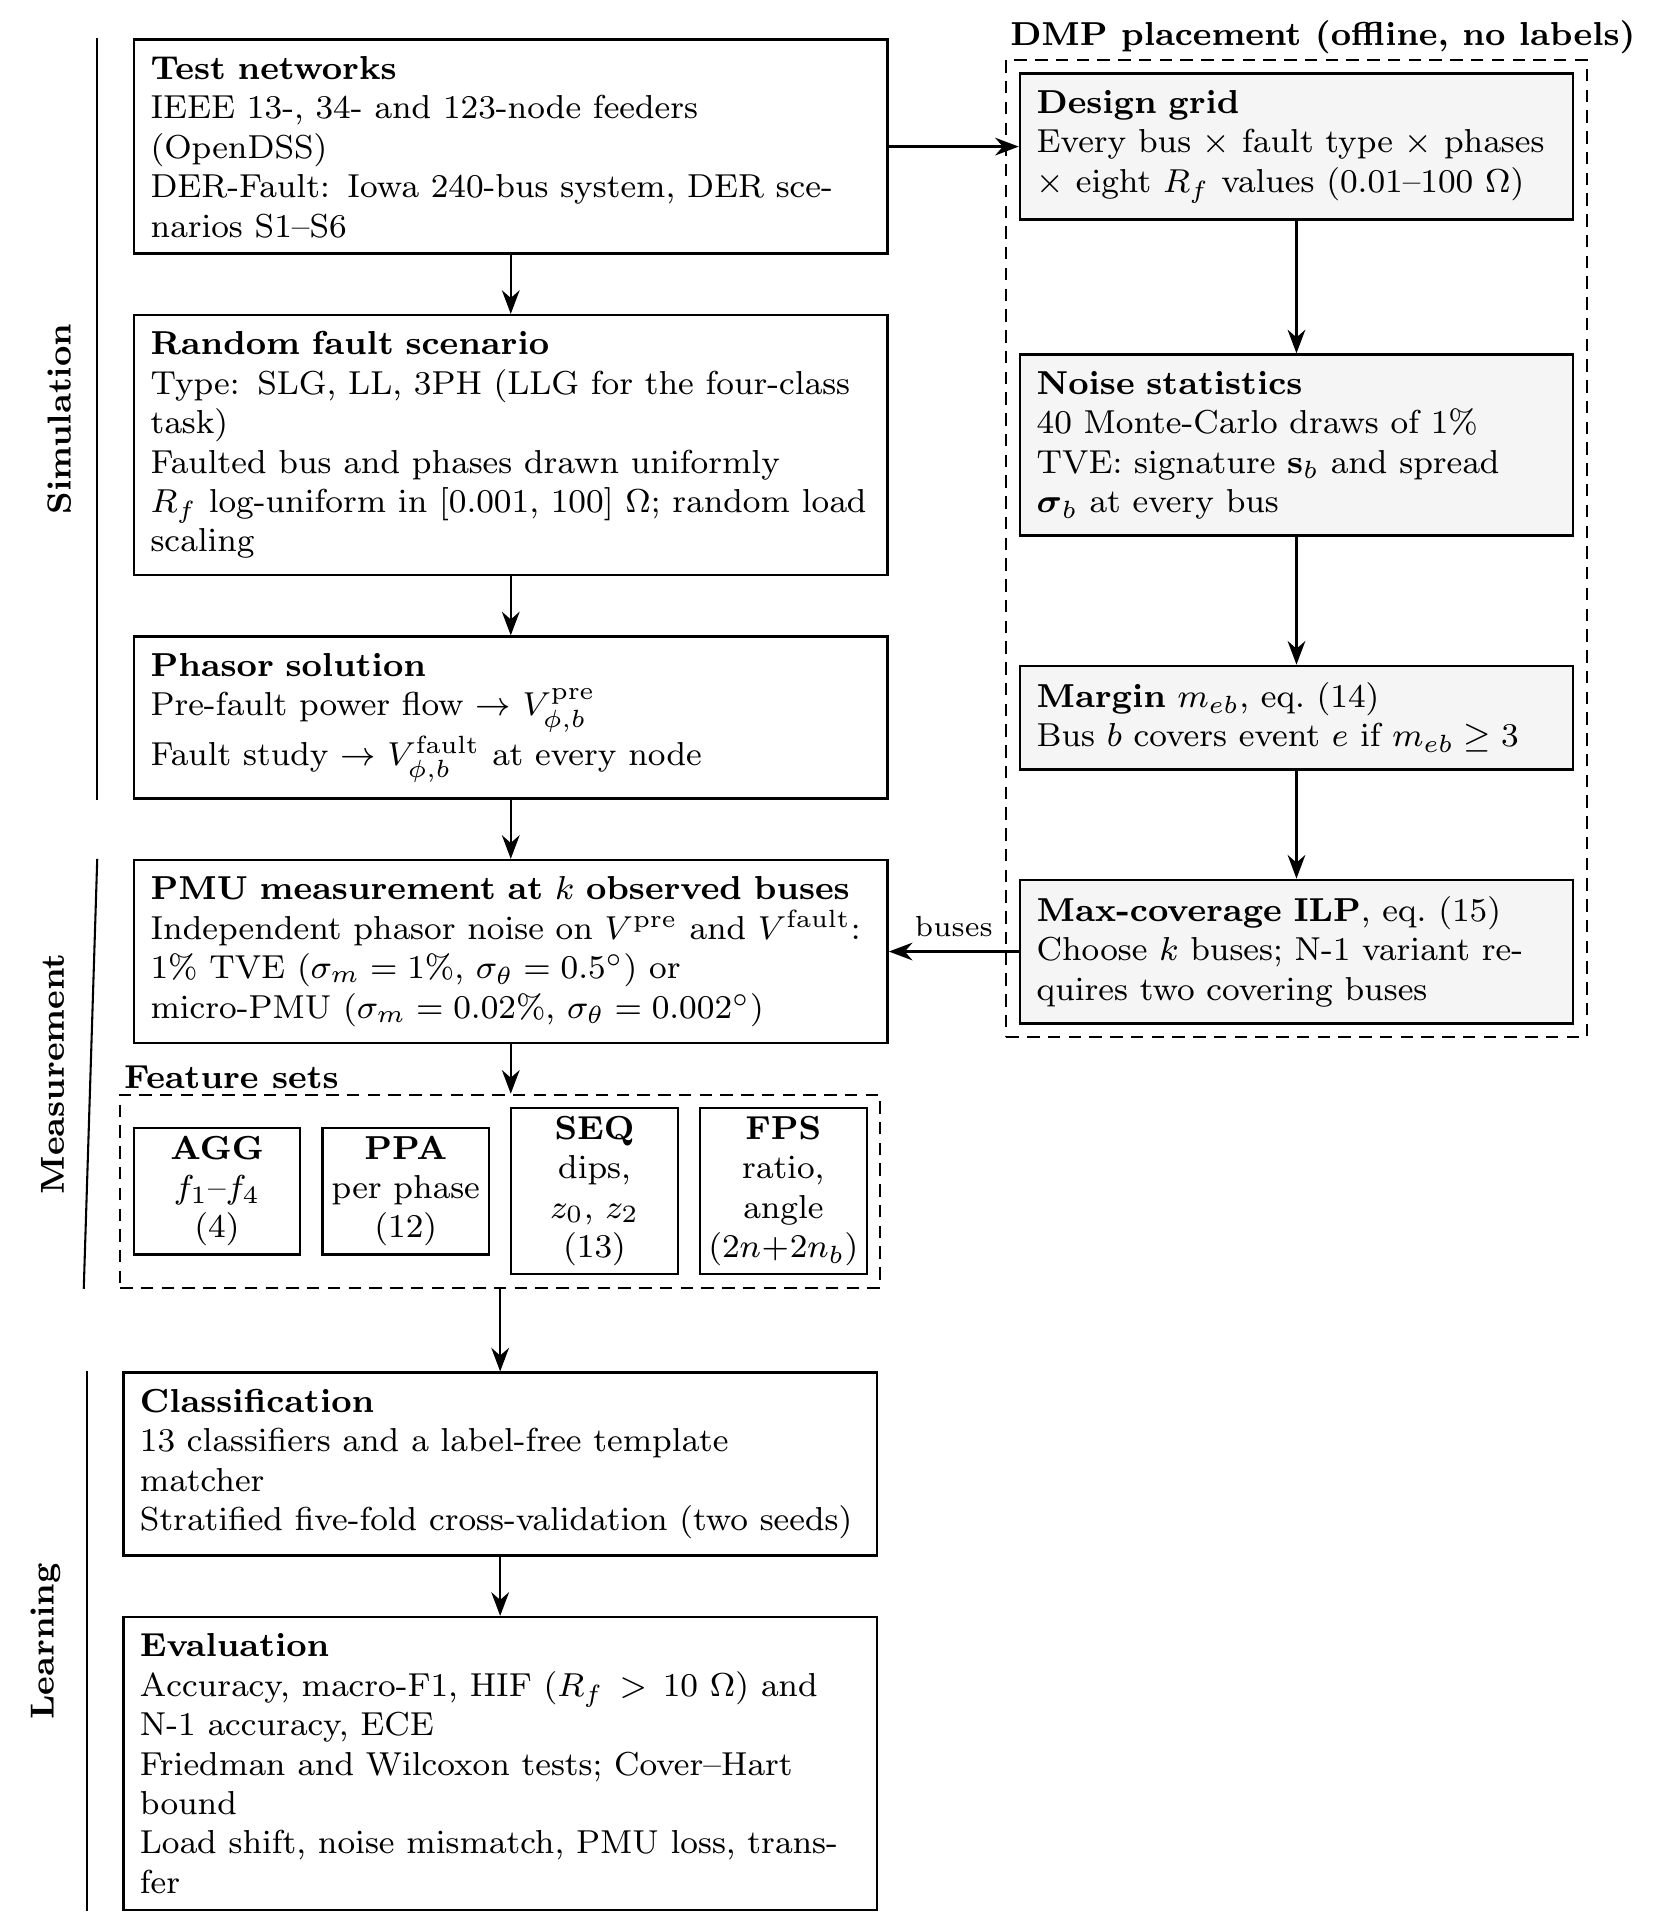 Simulation
Test networks
IEEE 13-, 34- and 123-node feeders
(OpenDSS)
DER-Fault: Iowa 240-bus system, DER sce-
narios S1–S6
Random fault scenario
Type: SLG, LL, 3PH (LLG for the four-class
task)
Faulted bus and phases drawn uniformly
R_f log-uniform in [0.001, 100] Ω; random load
scaling
Phasor solution
Pre-fault power flow → V^pre_ϕ,b
Fault study → V^fault_ϕ,b at every node
DMP placement (offline, no labels)
Design grid
Every bus × fault type × phases
× eight R_f values (0.01–100 Ω)
Noise statistics
40 Monte-Carlo draws of 1%
TVE: signature s_b and spread
σ_b at every bus
Margin m_eb, eq. (14)
Bus b covers event e if m_eb ≥ 3
Max-coverage ILP, eq. (15)
Choose k buses; N-1 variant re-
quires two covering buses
buses
Measurement
PMU measurement at k observed buses
Independent phasor noise on V^pre and V^fault:
1% TVE (σ_m = 1%, σ_θ = 0.5°) or
micro-PMU (σ_m = 0.02%, σ_θ = 0.002°)
Feature sets
AGG
f_1–f_4
(4)
PPA
per phase
(12)
SEQ
dips,
z_0, z_2
(13)
FPS
ratio,
angle
(2n+2n_b)
Learning
Classification
13 classifiers and a label-free template
matcher
Stratified five-fold cross-validation (two seeds)
Evaluation
Accuracy, macro-F1, HIF (R_f > 10 Ω) and
N-1 accuracy, ECE
Friedman and Wilcoxon tests; Cover–Hart
bound
Load shift, noise mismatch, PMU loss, trans-
fer